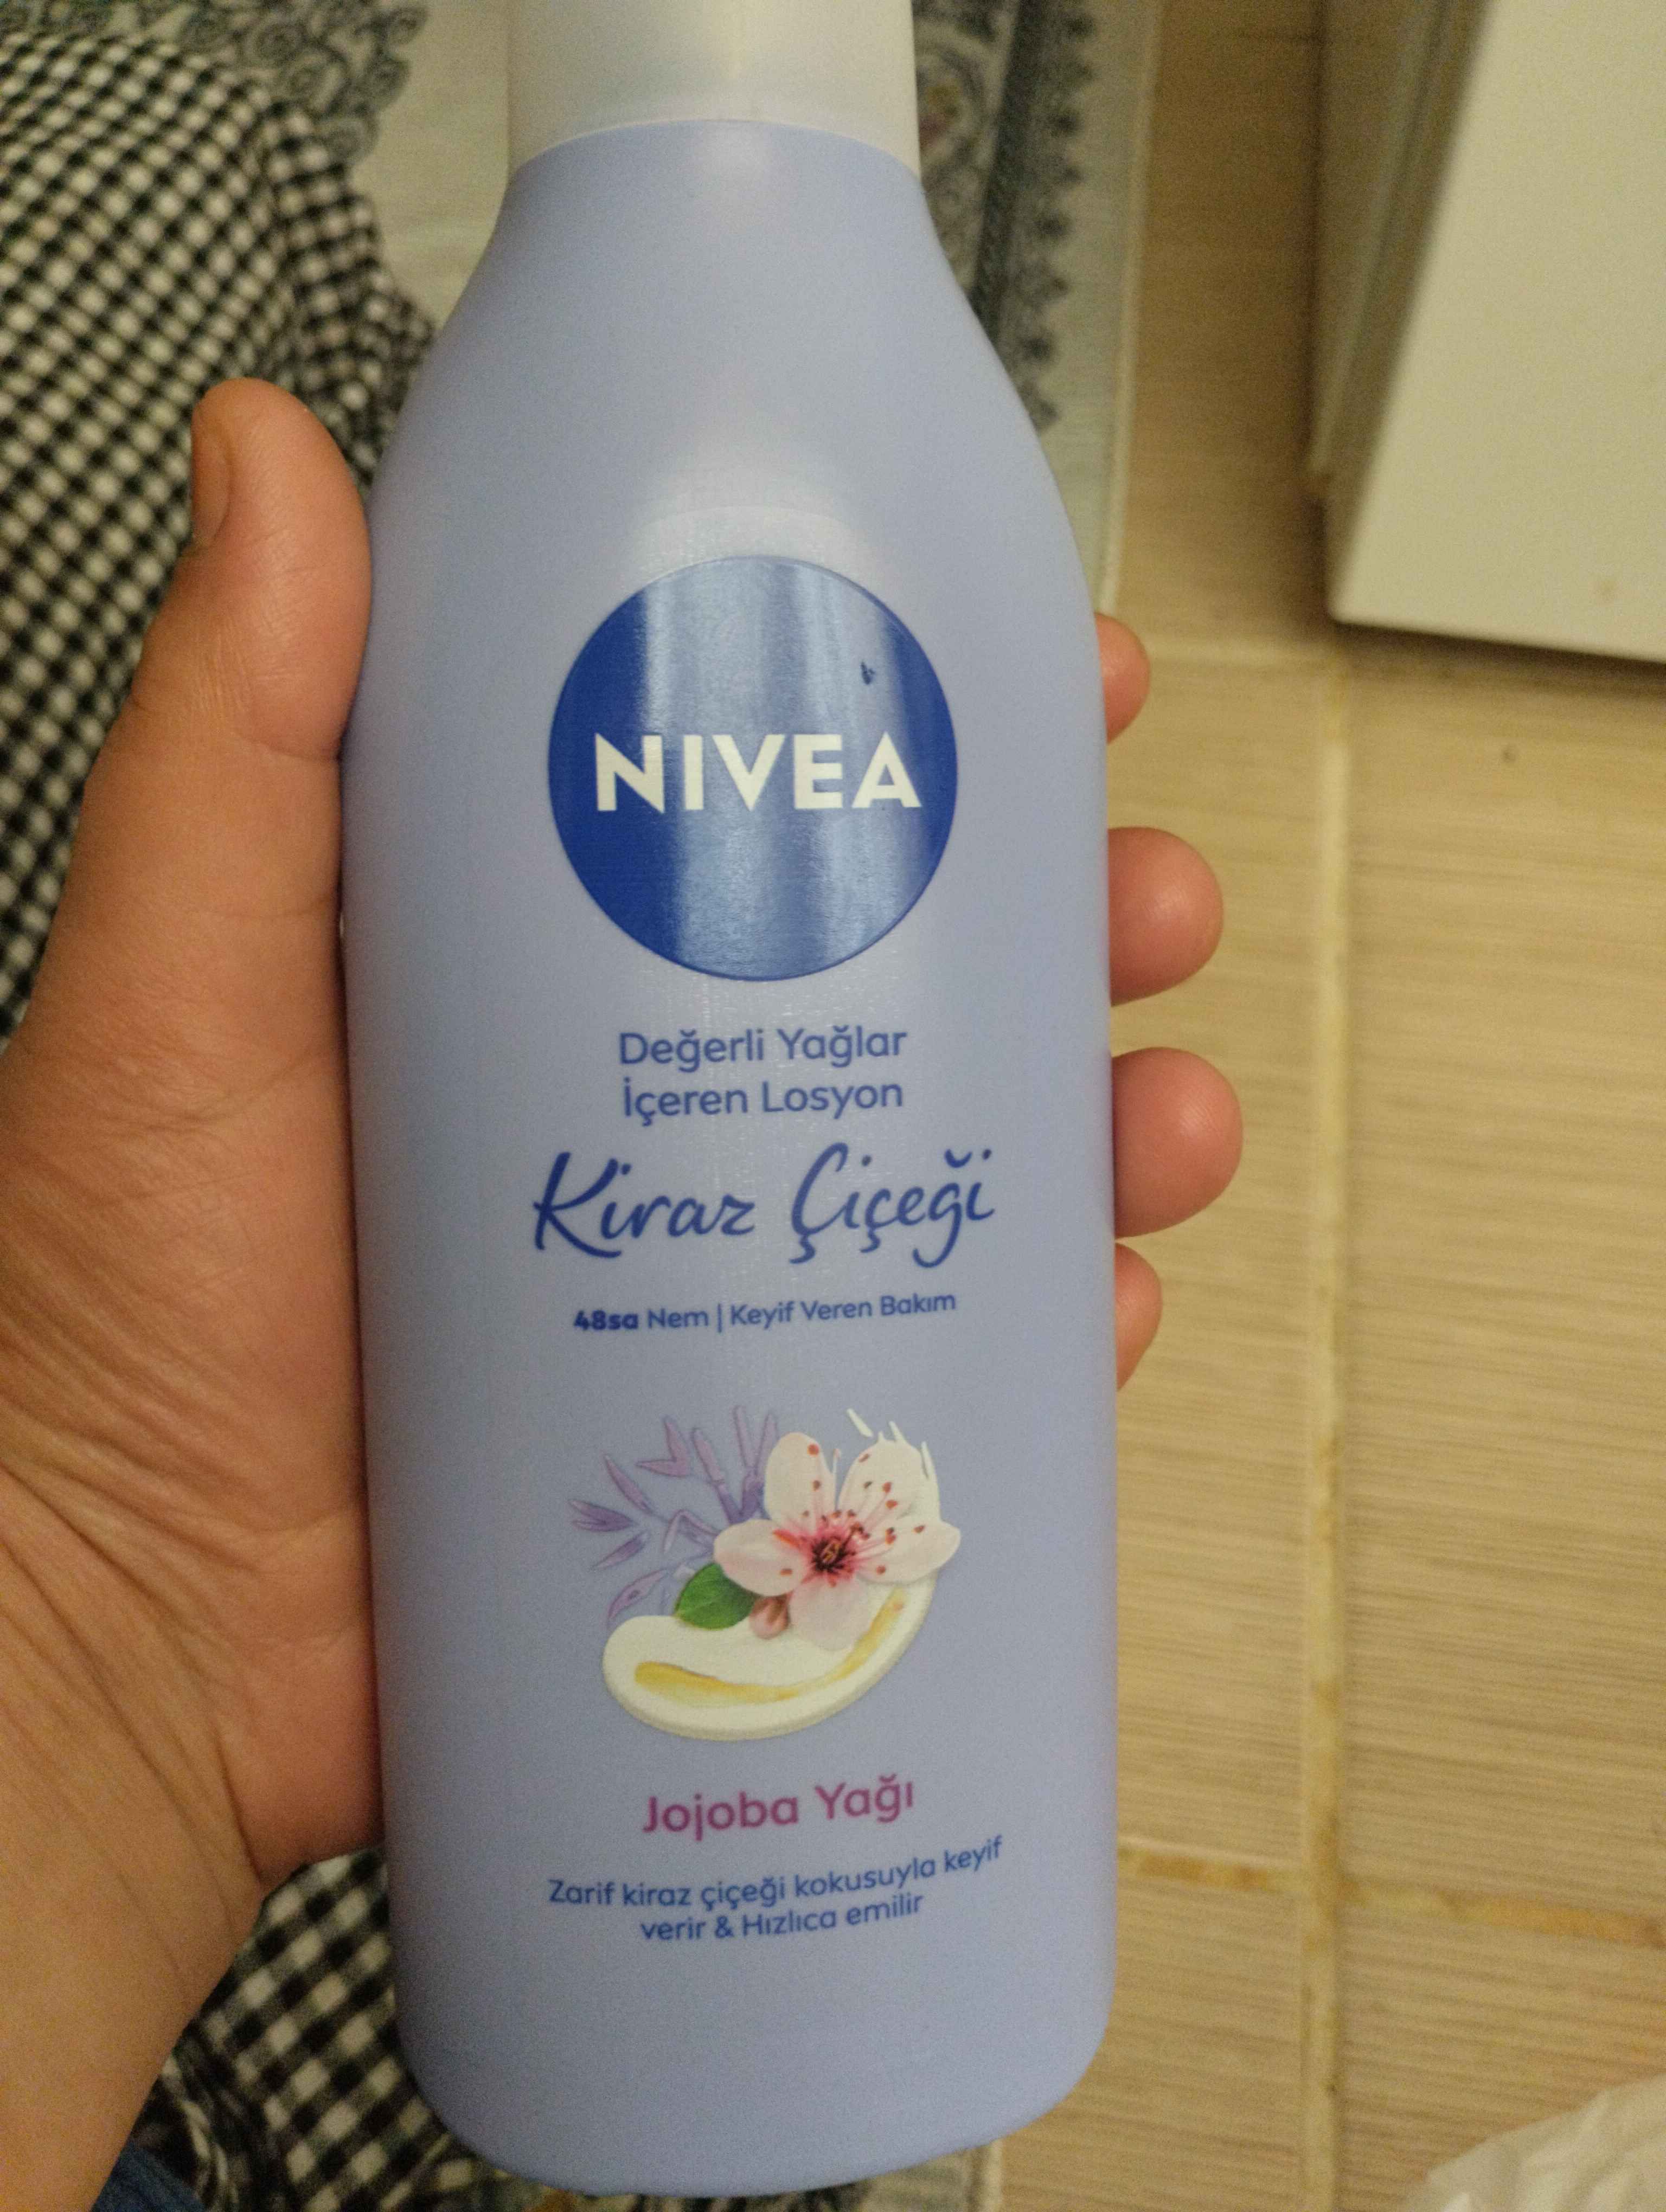 NIVEA
Değerli Yağlar
İçeren Losyon
Kiraz Çiçeği
48sa Nem | Keyif Veren Bakım
Jojoba Yağı
Zarif kiraz çiçeği kokusuyla keyif
verir & Hızlıca emilir